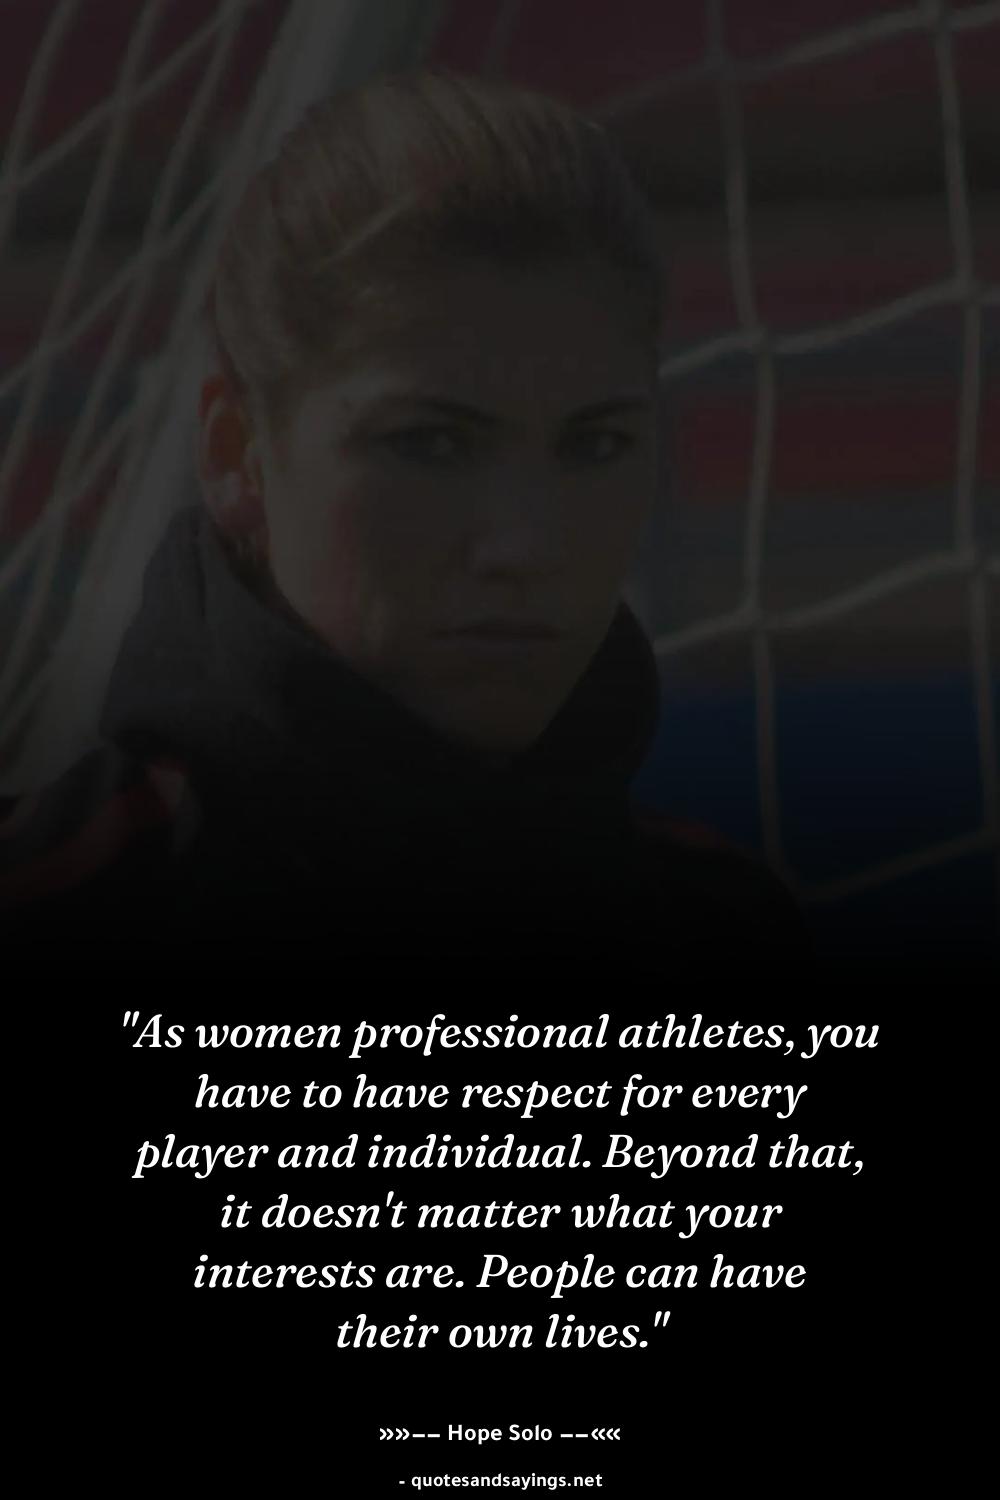 "As women professional athletes, you
have to have respect for every
player and individual. Beyond that,
it doesn't matter what your
interests are. People can have
their own lives."
»»–– Hope Solo ––««
- quotesandsayings.net